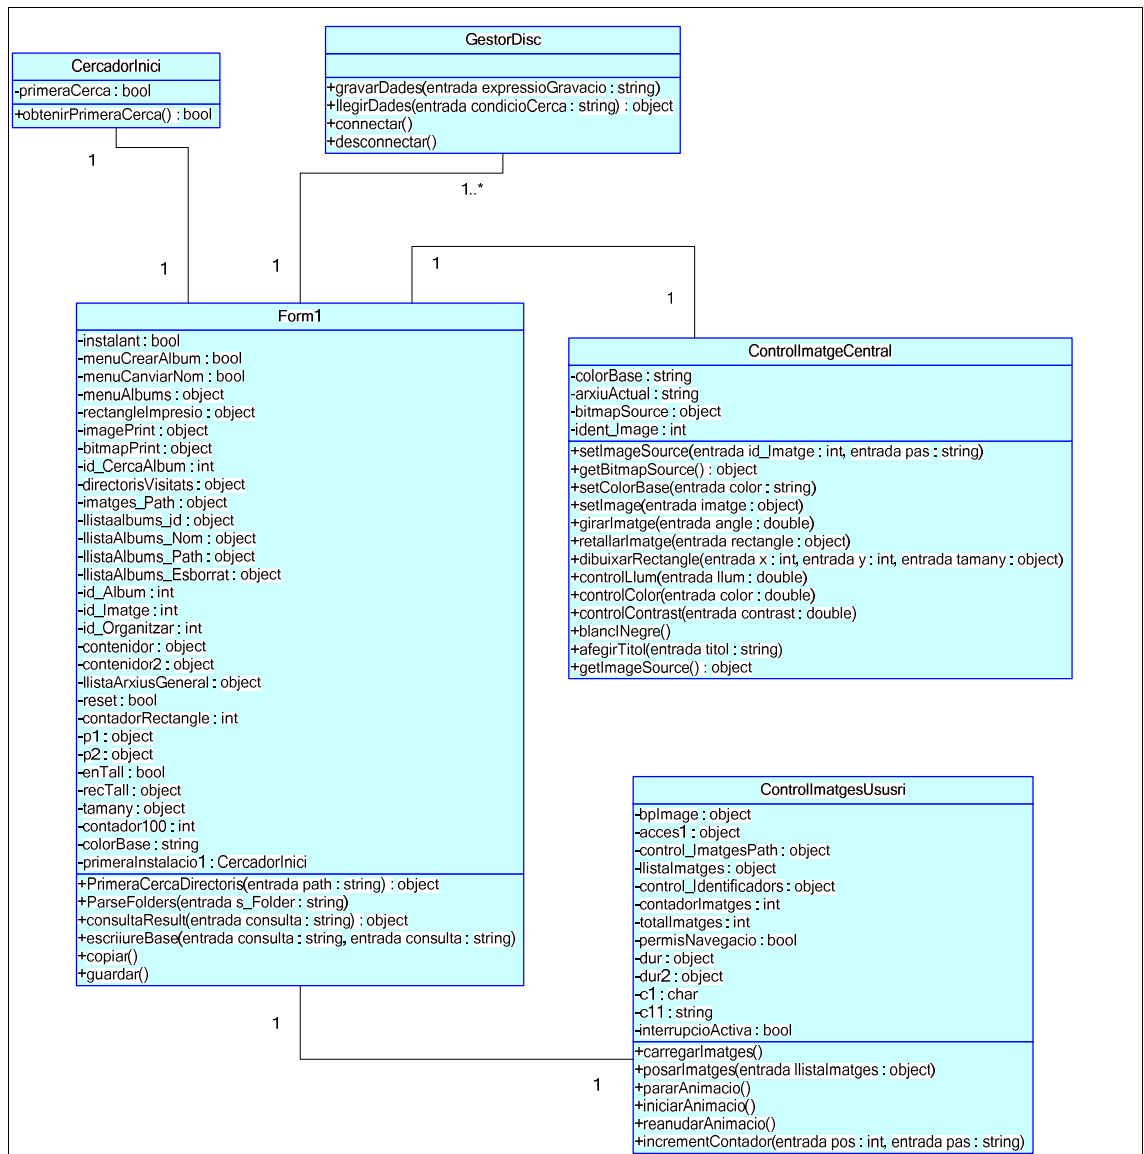 CercadorInici
-primeraCerca : bool
+obtenirPrimeraCerca() : bool
GestorDisc
+gravarDades(entrada expressioGravacio : string)
+llegirDades(entrada condicioCerca : string) : object
+connectar()
+desconnectar()
1
1..*
1
1
1
1
Form1
-instalant : bool
-menuCrearAlbum : bool
-menuCanviarNom : bool
-menuAlbums : object
-rectangleImpresio : object
-imagePrint : object
-bitmapPrint : object
-id_CercaAlbum : int
-directorisVisitats : object
-imatges_Path : object
-llistaalbums_id : object
-llistaAlbums_Nom : object
-llistaAlbums_Path : object
-llistaAlbums_Esborrat : object
-id_Album : int
-id_Imatge : int
-id_Organitzar : int
-contenidor : object
-contenidor2 : object
-llistaArxiusGeneral : object
-reset : bool
-contadorRectangle : int
-p1 : object
-p2 : object
-enTall : bool
-recTall : object
-tamany : object
-contador100 : int
-colorBase : string
-primeraInstalacio1 : CercadorInici
+PrimeraCercaDirectoris(entrada path : string) : object
+ParseFolders(entrada s_Folder : string)
+consultaResult(entrada consulta : string) : object
+escriiureBase(entrada consulta : string, entrada consulta : string)
+copiar()
+guardar()
ControlImatgeCentral
-colorBase : string
-arxiuActual : string
-bitmapSource : object
-ident_Image : int
+setImageSource(entrada id_Imatge : int, entrada pas : string)
+getBitmapSource() : object
+setColorBase(entrada color : string)
+setImage(entrada imatge : object)
+girarImatge(entrada angle : double)
+retallarImatge(entrada rectangle : object)
+dibuixarRectangle(entrada x : int, entrada y : int, entrada tamany : object)
+controlLlum(entrada llum : double)
+controlColor(entrada color : double)
+controlContrast(entrada contrast : double)
+blancINegre()
+afegirTitol(entrada titol : string)
+getImageSource() : object
ControlImatgesUsusri
-bpImage : object
-acces1 : object
-control_ImatgesPath : object
-llistaImatges : object
-control_Identificadors : object
-contadorImatges : int
-totalImatges : int
-permisNavegacio : bool
-dur : object
-dur2 : object
-c1 : char
-c11 : string
-interrupcioActiva : bool
+carregarImatges()
+posarImatges(entrada llistaImatges : object)
+pararAnimacio()
+iniciarAnimacio()
+reanudarAnimacio()
+incrementContador(entrada pos : int, entrada pas : string)
1
1